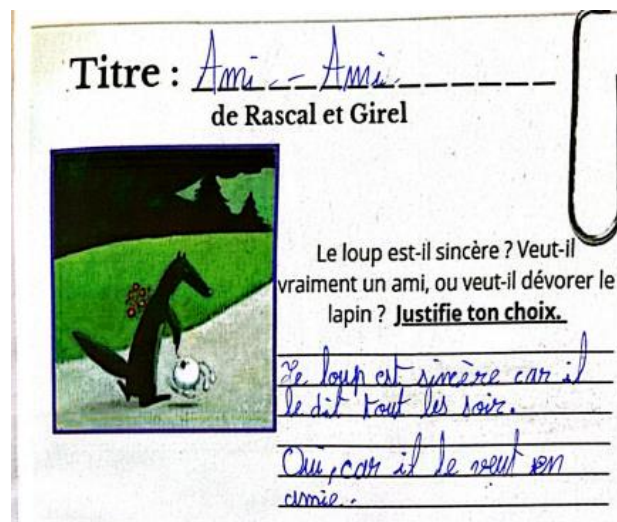 Titre : Ami - Ami
de Rascal et Girel
Le loup est-il sincère ? Veut-il
vraiment un ami, ou veut-il dévorer le
lapin ? Justifie ton choix.
Le loup est sincère car il
le dit tout les soir.
Oui, car il le veut en
amie.